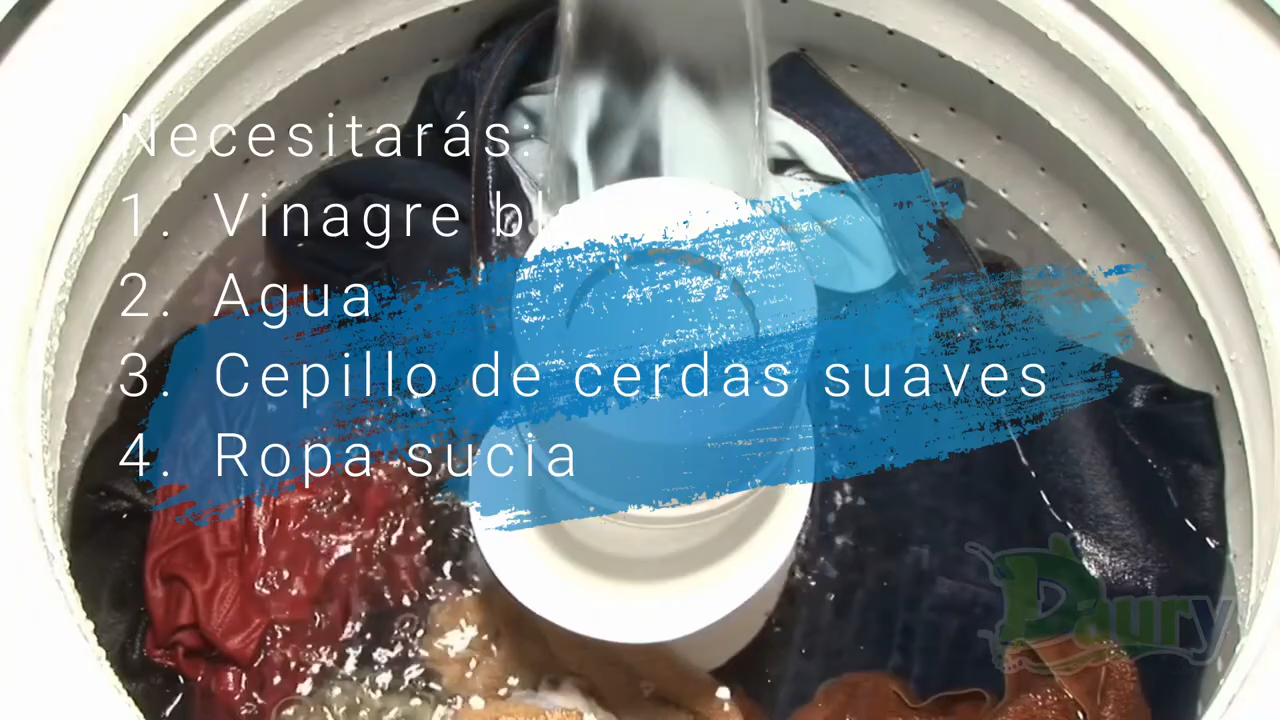 Necesitarás:
1. Vinagre
2. Agua
3. Cepillo de cerdas suaves
4. Ropa sucia
Daury